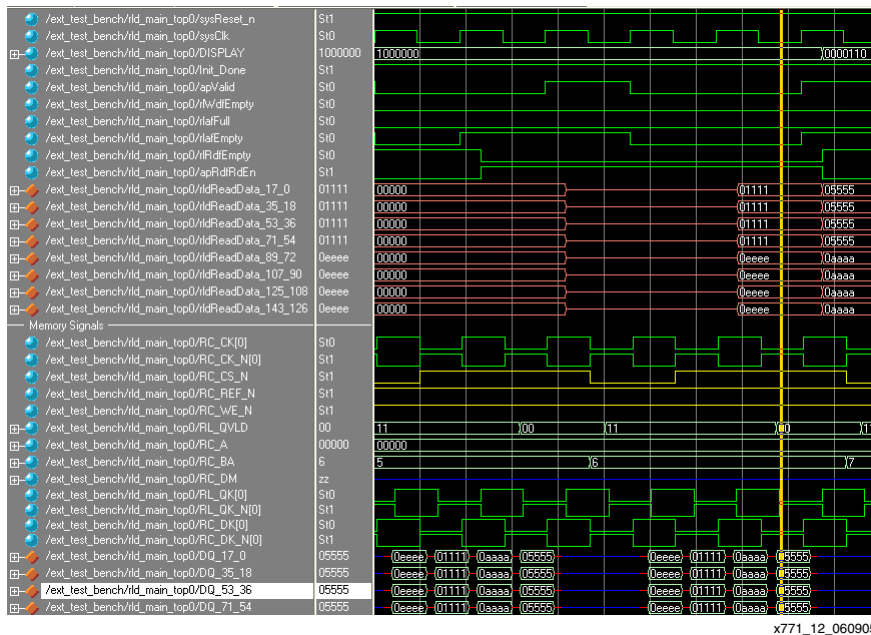 /ext_test_bench/rld_main_top0/sysReset_n St1
/ext_test_bench/rld_main_top0/sysClk St0
/ext_test_bench/rld_main_top0/DISPLAY 1000000 1000000 0000110
/ext_test_bench/rld_main_top0/Init_Done St1
/ext_test_bench/rld_main_top0/apValid St0
/ext_test_bench/rld_main_top0/rlWdfEmpty St0
/ext_test_bench/rld_main_top0/rlafFull St0
/ext_test_bench/rld_main_top0/rlafEmpty St0
/ext_test_bench/rld_main_top0/rlRdfEmpty St0
/ext_test_bench/rld_main_top0/apRdfRdEn St1
/ext_test_bench/rld_main_top0/rldReadData_17_0 01111 00000 01111 05555
/ext_test_bench/rld_main_top0/rldReadData_35_18 01111 00000 01111 05555
/ext_test_bench/rld_main_top0/rldReadData_53_36 01111 00000 01111 05555
/ext_test_bench/rld_main_top0/rldReadData_71_54 01111 00000 01111 05555
/ext_test_bench/rld_main_top0/rldReadData_89_72 0eeee 00000 0eeee 0aaaa
/ext_test_bench/rld_main_top0/rldReadData_107_90 0eeee 00000 0eeee 0aaaa
/ext_test_bench/rld_main_top0/rldReadData_125_108 0eeee 00000 0eeee 0aaaa
/ext_test_bench/rld_main_top0/rldReadData_143_126 0eeee 00000 0eeee 0aaaa
Memory Signals
/ext_test_bench/rld_main_top0/RC_CK[0] St0
/ext_test_bench/rld_main_top0/RC_CK_N[0] St1
/ext_test_bench/rld_main_top0/RC_CS_N St1
/ext_test_bench/rld_main_top0/RC_REF_N St1
/ext_test_bench/rld_main_top0/RC_WE_N St1
/ext_test_bench/rld_main_top0/RL_QVLD 00 11 00 11 00
/ext_test_bench/rld_main_top0/RC_A 00000 00000
/ext_test_bench/rld_main_top0/RC_BA 6 5 6 7
/ext_test_bench/rld_main_top0/RC_DM zz
/ext_test_bench/rld_main_top0/RL_QK[0] St0
/ext_test_bench/rld_main_top0/RL_QK_N[0] St1
/ext_test_bench/rld_main_top0/RC_DK[0] St0
/ext_test_bench/rld_main_top0/RC_DK_N[0] St1
/ext_test_bench/rld_main_top0/DQ_17_0 05555 0eeee 01111 0aaaa 05555 0eeee 01111 0aaaa 05555
/ext_test_bench/rld_main_top0/DQ_35_18 05555 0eeee 01111 0aaaa 05555 0eeee 01111 0aaaa 05555
/ext_test_bench/rld_main_top0/DQ_53_36 05555 0eeee 01111 0aaaa 05555 0eeee 01111 0aaaa 05555
/ext_test_bench/rld_main_top0/DQ_71_54 05555 0eeee 01111 0aaaa 05555 0eeee 01111 0aaaa 05555
x771_12_060905